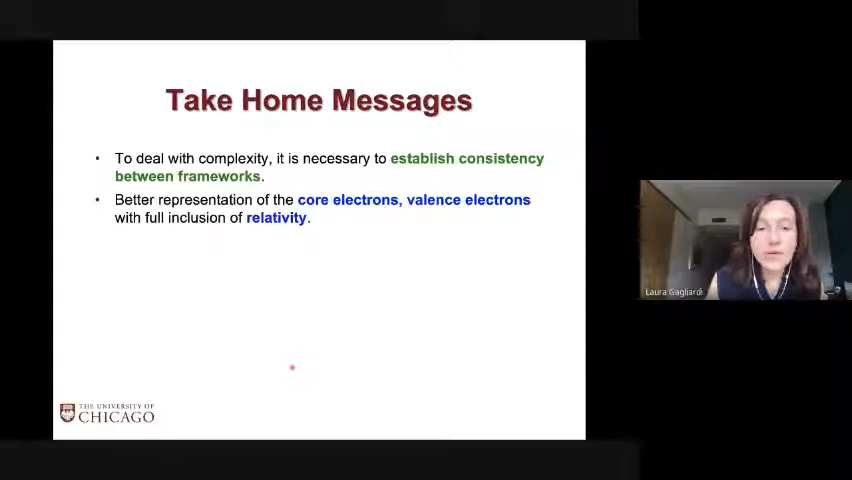 Take Home Messages
• To deal with complexity, it is necessary to establish consistency
between frameworks.
• Better representation of the core electrons, valence electrons
with full inclusion of relativity.
Laura Gagliardi
THE UNIVERSITY OF
CHICAGO